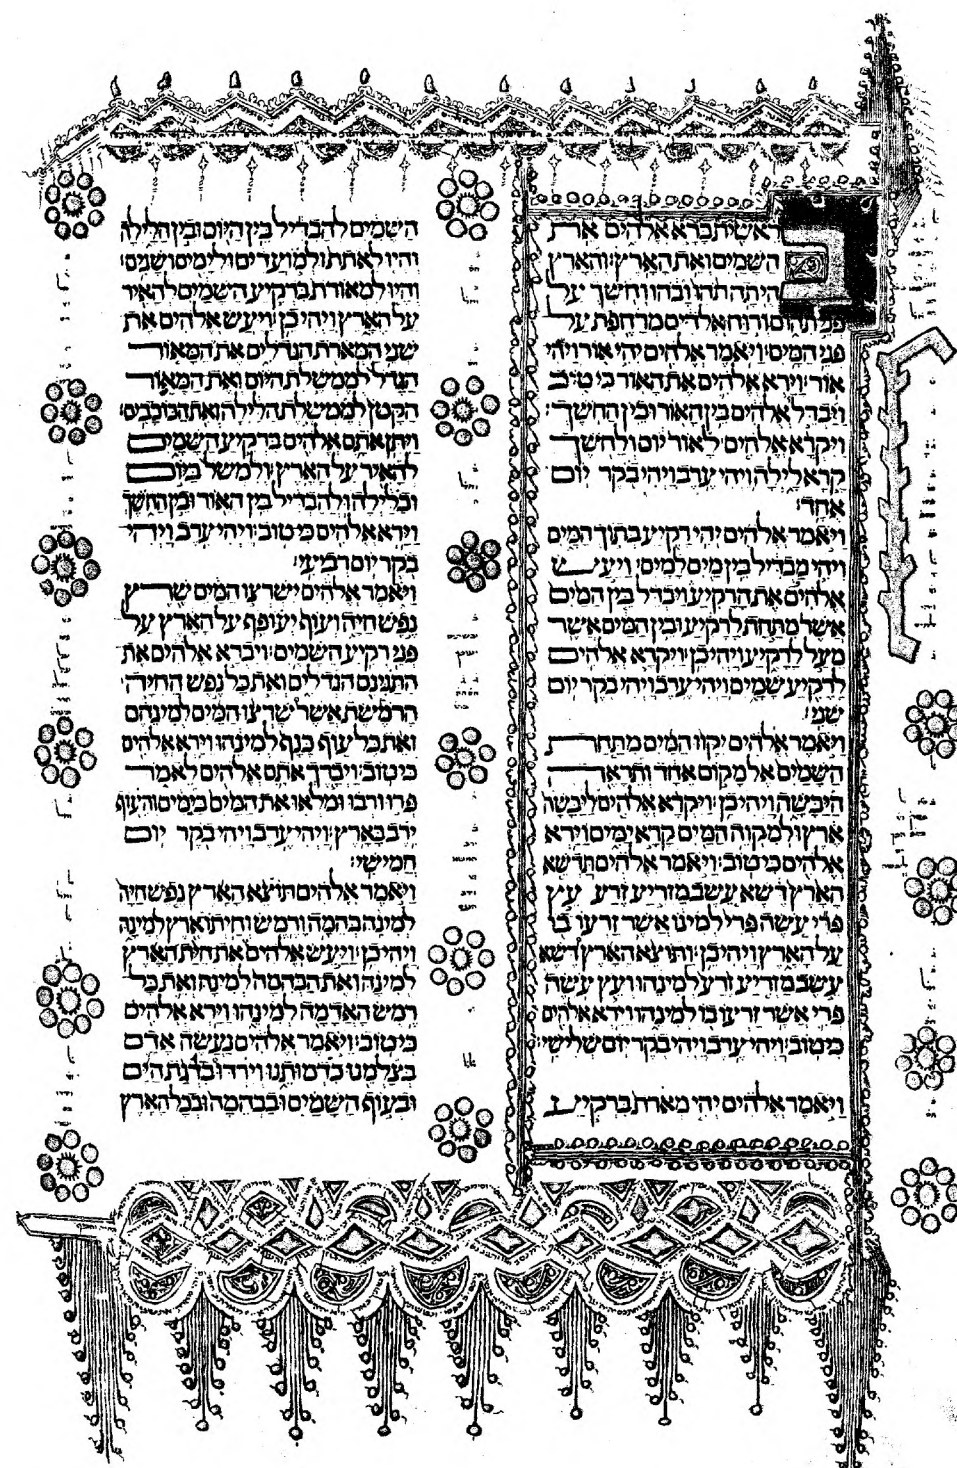 בראשית ברא אלהים את
השמים ואת הארץ׃ והארץ
היתה תהו ובהו וחשך על
פני תהום ורוח אלהים מרחפת על
פני המים׃ ויאמר אלהים יהי אור ויהי
אור׃ וירא אלהים את האור כי טוב
ויבדל אלהים בין האור ובין החשך׃
ויקרא אלהים לאור יום ולחשך
קרא לילה ויהי ערב ויהי בקר יום
אחד׃
ויאמר אלהים יהי רקיע בתוך המים
ויהי מבדיל בין מים למים׃ ויעש
אלהים את הרקיע ויבדל בין המים
אשר מתחת לרקיע ובין המים אשר
מעל לרקיע ויהי כן׃ ויקרא אלהים
לרקיע שמים ויהי ערב ויהי בקר יום
שני׃
ויאמר אלהים יקוו המים מתחת
השמים אל מקום אחד ותראה
היבשה ויהי כן׃ ויקרא אלהים ליבשה
ארץ ולמקוה המים קרא ימים וירא
אלהים כי טוב׃ ויאמר אלהים תדשא
הארץ דשא עשב מזריע זרע עץ
פרי עשה פרי למינו אשר זרעו בו
על הארץ ויהי כן׃ ותוצא הארץ דשא
עשב מזריע זרע למינהו ועץ עשה
פרי אשר זרעו בו למינהו וירא אלהים
כי טוב׃ ויהי ערב ויהי בקר יום שלישי׃
ויאמר אלהים יהי מארת ברקיע
השמים להבדיל בין היום ובין הלילה
והיו לאתת ולמועדים ולימים ושנים׃
והיו למאורת ברקיע השמים להאיר
על הארץ ויהי כן׃ ויעש אלהים את
שני המארת הגדלים את המאור
הגדל לממשלת היום ואת המאור
הקטן לממשלת הלילה ואת הכוכבים׃
ויתן אתם אלהים ברקיע השמים
להאיר על הארץ׃ ולמשל ביום
ובלילה ולהבדיל בין האור ובין החשך
וירא אלהים כי טוב׃ ויהי ערב ויהי
בקר יום רביעי׃
ויאמר אלהים ישרצו המים שרץ
נפש חיה ועוף יעופף על הארץ על
פני רקיע השמים׃ ויברא אלהים את
התנינם הגדלים ואת כל נפש החיה
הרמשת אשר שרצו המים למינהם
ואת כל עוף כנף למינהו וירא אלהים
כי טוב׃ ויברך אתם אלהים לאמר
פרו ורבו ומלאו את המים בימים והעוף
ירב בארץ׃ ויהי ערב ויהי בקר יום
חמישי׃
ויאמר אלהים תוצא הארץ נפש חיה
למינה בהמה ורמש וחיתו ארץ למינה
ויהי כן׃ ויעש אלהים את חית הארץ
למינה ואת הבהמה למינה ואת כל
רמש האדמה למינהו וירא אלהים
כי טוב׃ ויאמר אלהים נעשה אדם
בצלמנו כדמותנו וירדו בדגת הים
ובעוף השמים ובבהמה ובכל הארץ